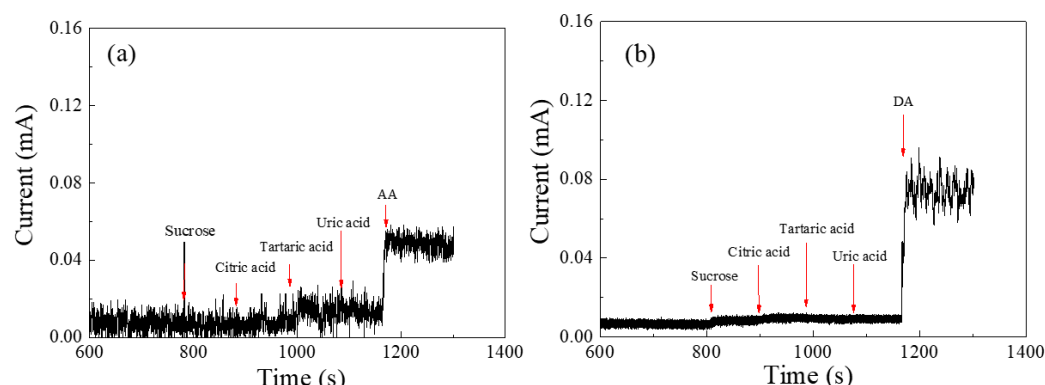 (a)
Current (mA)
0.16
0.12
0.08
0.04
0.00
Sucrose
Citric acid
Tartaric acid
Uric acid
AA
600 800 1000 1200 1400
Time (s)
(b)
Current (mA)
0.16
0.12
0.08
0.04
0.00
Sucrose
Citric acid
Tartaric acid
Uric acid
DA
600 800 1000 1200 1400
Time (s)